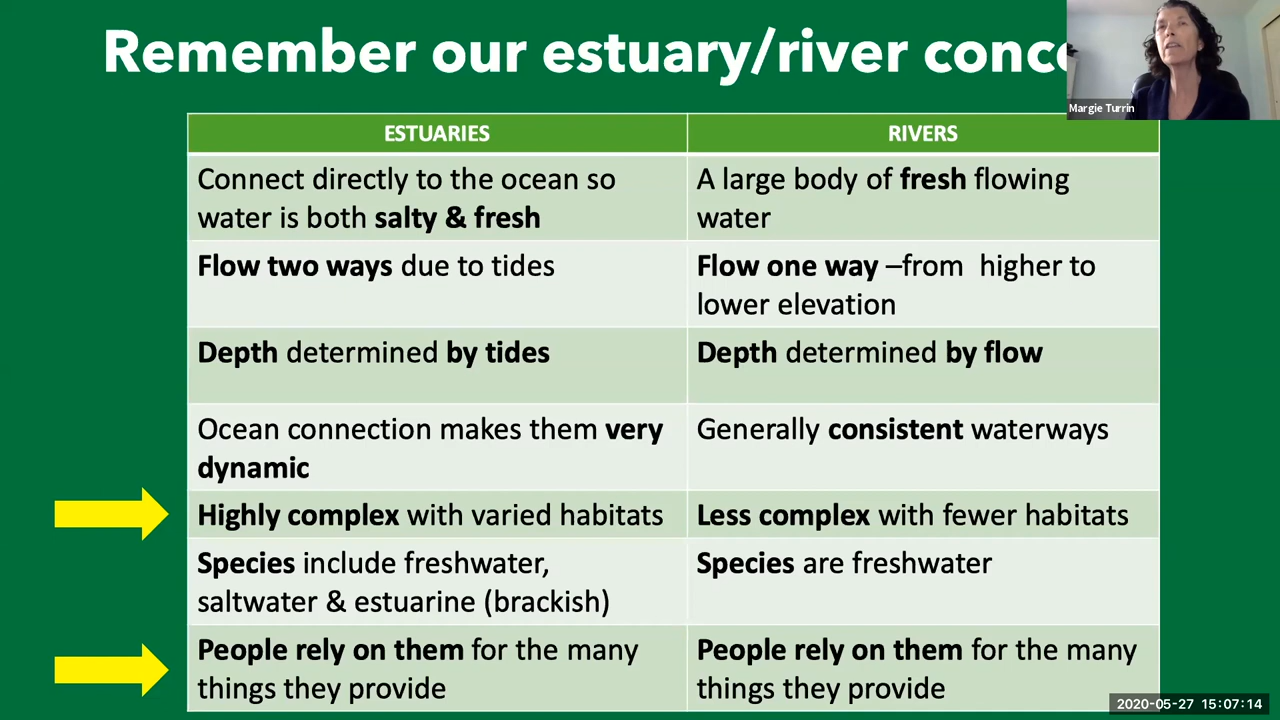 Remember our estuary/river conc
Margie Turrin
ESTUARIES
RIVERS
Connect directly to the ocean so
water is both salty & fresh
A large body of fresh flowing
water
Flow two ways due to tides
Flow one way –from higher to
lower elevation
Depth determined by tides
Depth determined by flow
Ocean connection makes them very
dynamic
Generally consistent waterways
Highly complex with varied habitats
Less complex with fewer habitats
Species include freshwater,
saltwater & estuarine (brackish)
Species are freshwater
People rely on them for the many
things they provide
People rely on them for the many
things they provide
2020-05-27 15:07:14